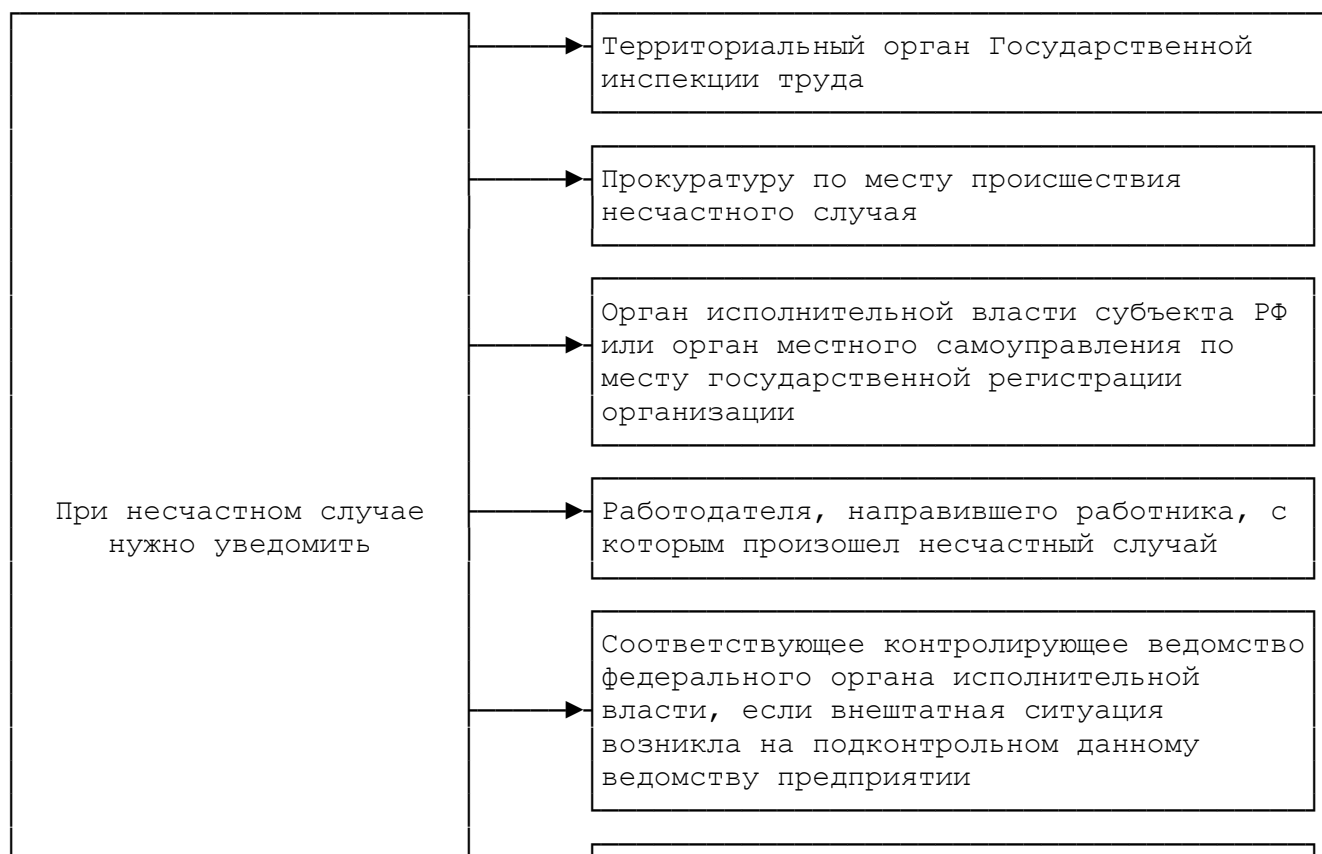 Территориальный орган Государственной
инспекции труда
Прокуратуру по месту происшествия
несчастного случая
Орган исполнительной власти субъекта РФ
или орган местного самоуправления по
месту государственной регистрации
организации
При несчастном случае
нужно уведомить
Работодателя, направившего работника, с
которым произошел несчастный случай
Соответствующее контролирующее ведомство
федерального органа исполнительной
власти, если внештатная ситуация
возникла на подконтрольном данному
ведомству предприятии